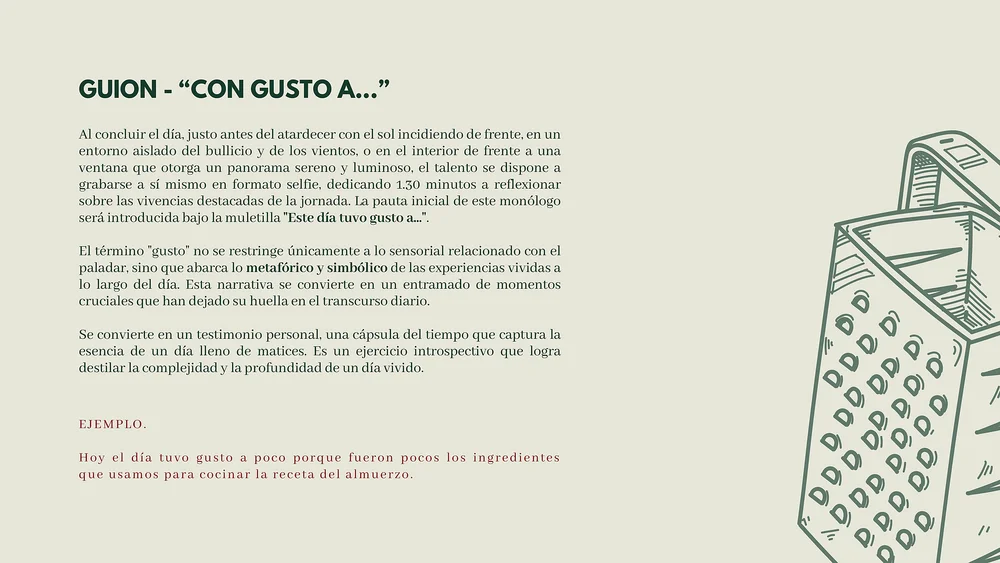 GUION - “CON GUSTO A...”
Al concluir el día, justo antes del atardecer con el sol incidiendo de frente, en un
entorno aislado del bullicio y de los vientos, o en el interior de frente a una
ventana que otorga un panorama sereno y luminoso, el talento se dispone a
grabarse a sí mismo en formato selfie, dedicando 1.30 minutos a reflexionar
sobre las vivencias destacadas de la jornada. La pauta inicial de este monólogo
será introducida bajo la muletilla "Este día tuvo gusto a...".
El término "gusto" no se restringe únicamente a lo sensorial relacionado con el
paladar, sino que abarca lo metafórico y simbólico de las experiencias vividas a
lo largo del día. Esta narrativa se convierte en un entramado de momentos
cruciales que han dejado su huella en el transcurso diario.
Se convierte en un testimonio personal, una cápsula del tiempo que captura la
esencia de un día lleno de matices. Es un ejercicio introspectivo que logra
destilar la complejidad y la profundidad de un día vivido.
EJEMPLO.
Hoy el día tuvo gusto a poco porque fueron pocos los ingredientes
que usamos para cocinar la receta del almuerzo.